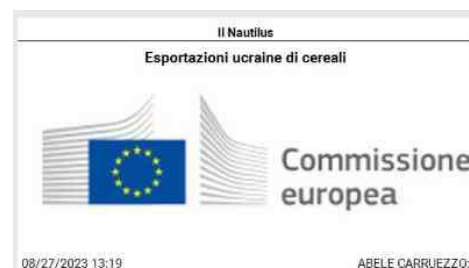 Il Nautilus
Esportazioni ucraine di cereali
Commissione
europea
08/27/2023 13:19
ABELE CARRUEZZO;